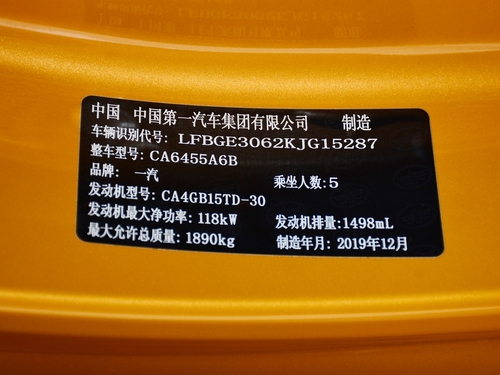 中国 中国第一汽车集团有限公司 制造
车辆识别代号: LFBGE3062KJG15287
整车型号: CA6455A6B
品牌: 一汽 乘坐人数: 5
发动机型号: CA4GB15TD-30
发动机最大净功率: 118kW 发动机排量: 1498mL
最大允许总质量: 1890kg 制造年月: 2019年12月